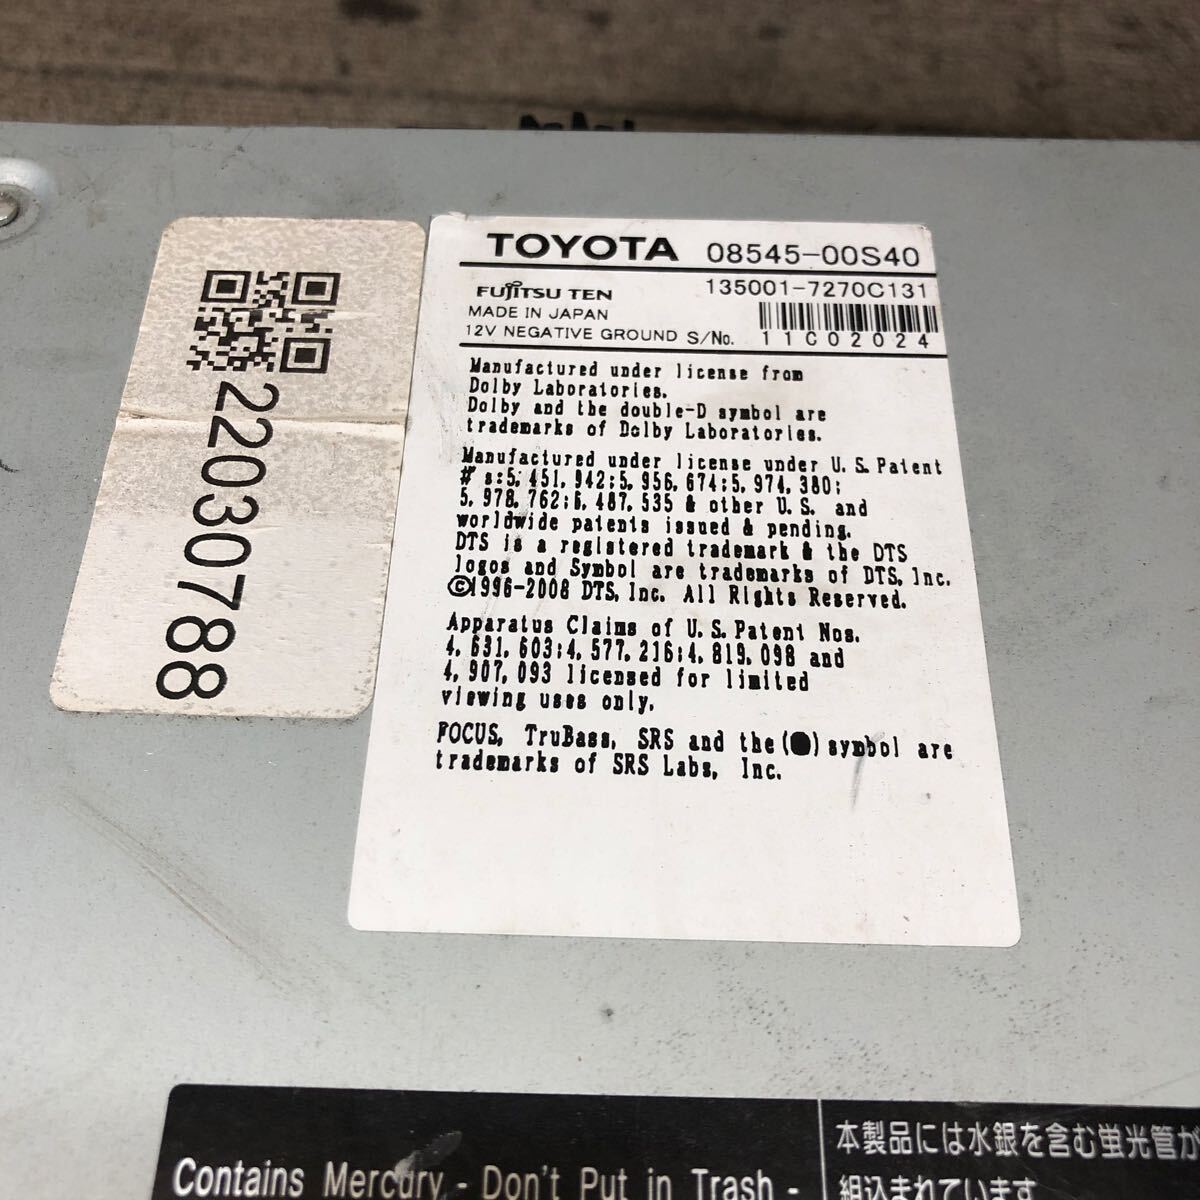 22030788
TOYOTA 08545-00S40
FUJITSU TEN 135001-7270C131
MADE IN JAPAN
12V NEGATIVE GROUND S/No. 11C02024
Manufactured under license from
Dolby Laboratories.
Dolby and the double-D symbol are
trademarks of Dolby Laboratories.
Manufactured under license under U.S.Patent
# s:5,451,942;5,956,674;5,974,380;
5,978,762;6,487,535 & other U.S. and
worldwide patents issued & pending.
DTS is a registered trademark & the DTS
logos and Symbol are trademarks of DTS,Inc.
©1996-2008 DTS,Inc. All Rights Reserved.
Apparatus Claims of U.S.Patent Nos.
4,631,603;4,577,216;4,819,098 and
4,907,093 licensed for limited
viewing uses only.
FOCUS, TruBass, SRS and the (●) symbol are
trademarks of SRS Labs, Inc.
Contains Mercury - Don't Put in Trash -
本製品には水銀を含む蛍光管が
組込まれています